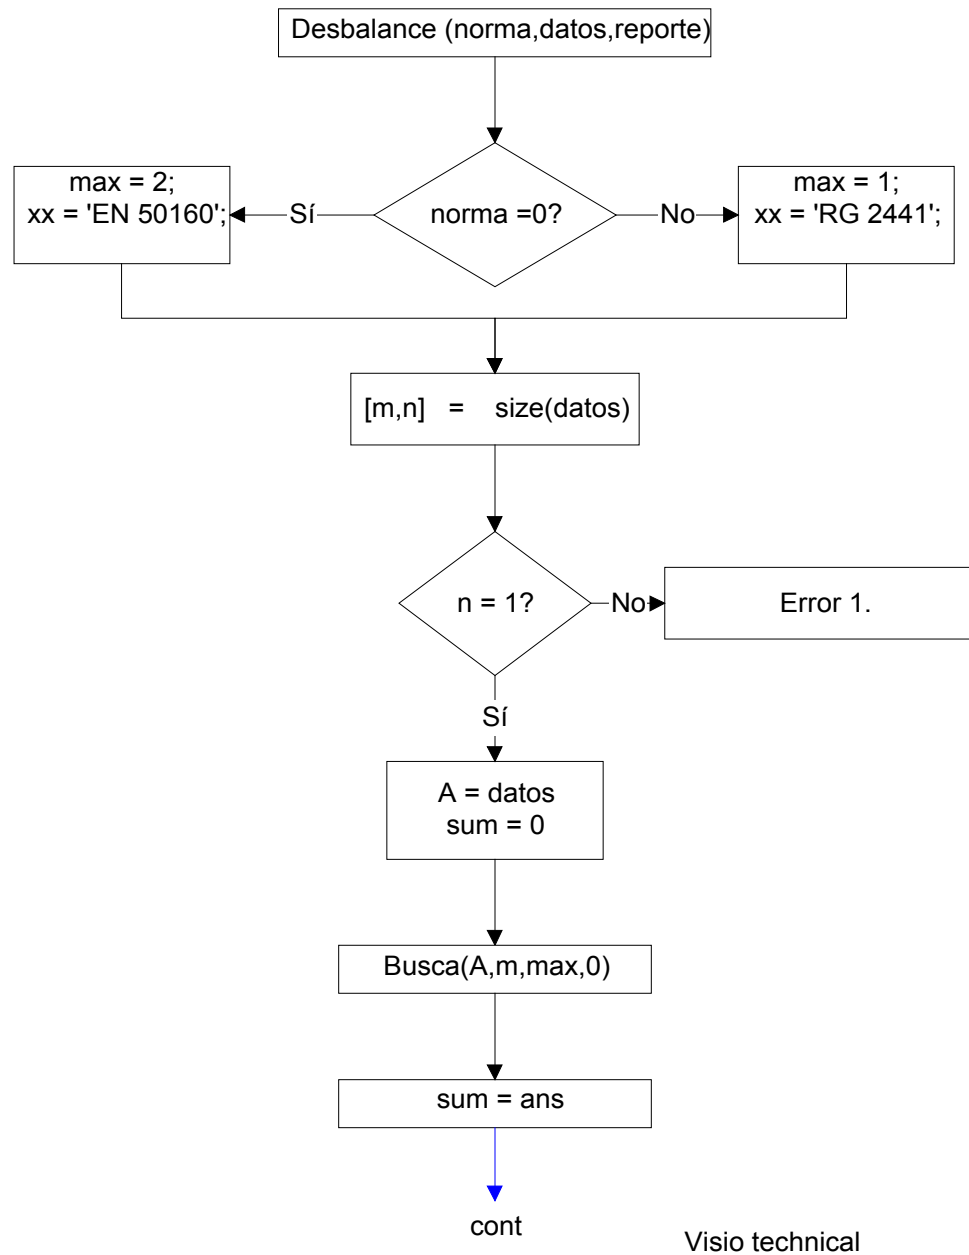 Desbalance (norma,datos,reporte)
max = 2;
xx = 'EN 50160';
Sí
norma =0?
No
max = 1;
xx = 'RG 2441';
[m,n] = size(datos)
n = 1?
No
Error 1.
Sí
A = datos
sum = 0
Busca(A,m,max,0)
sum = ans
cont
Visio technical